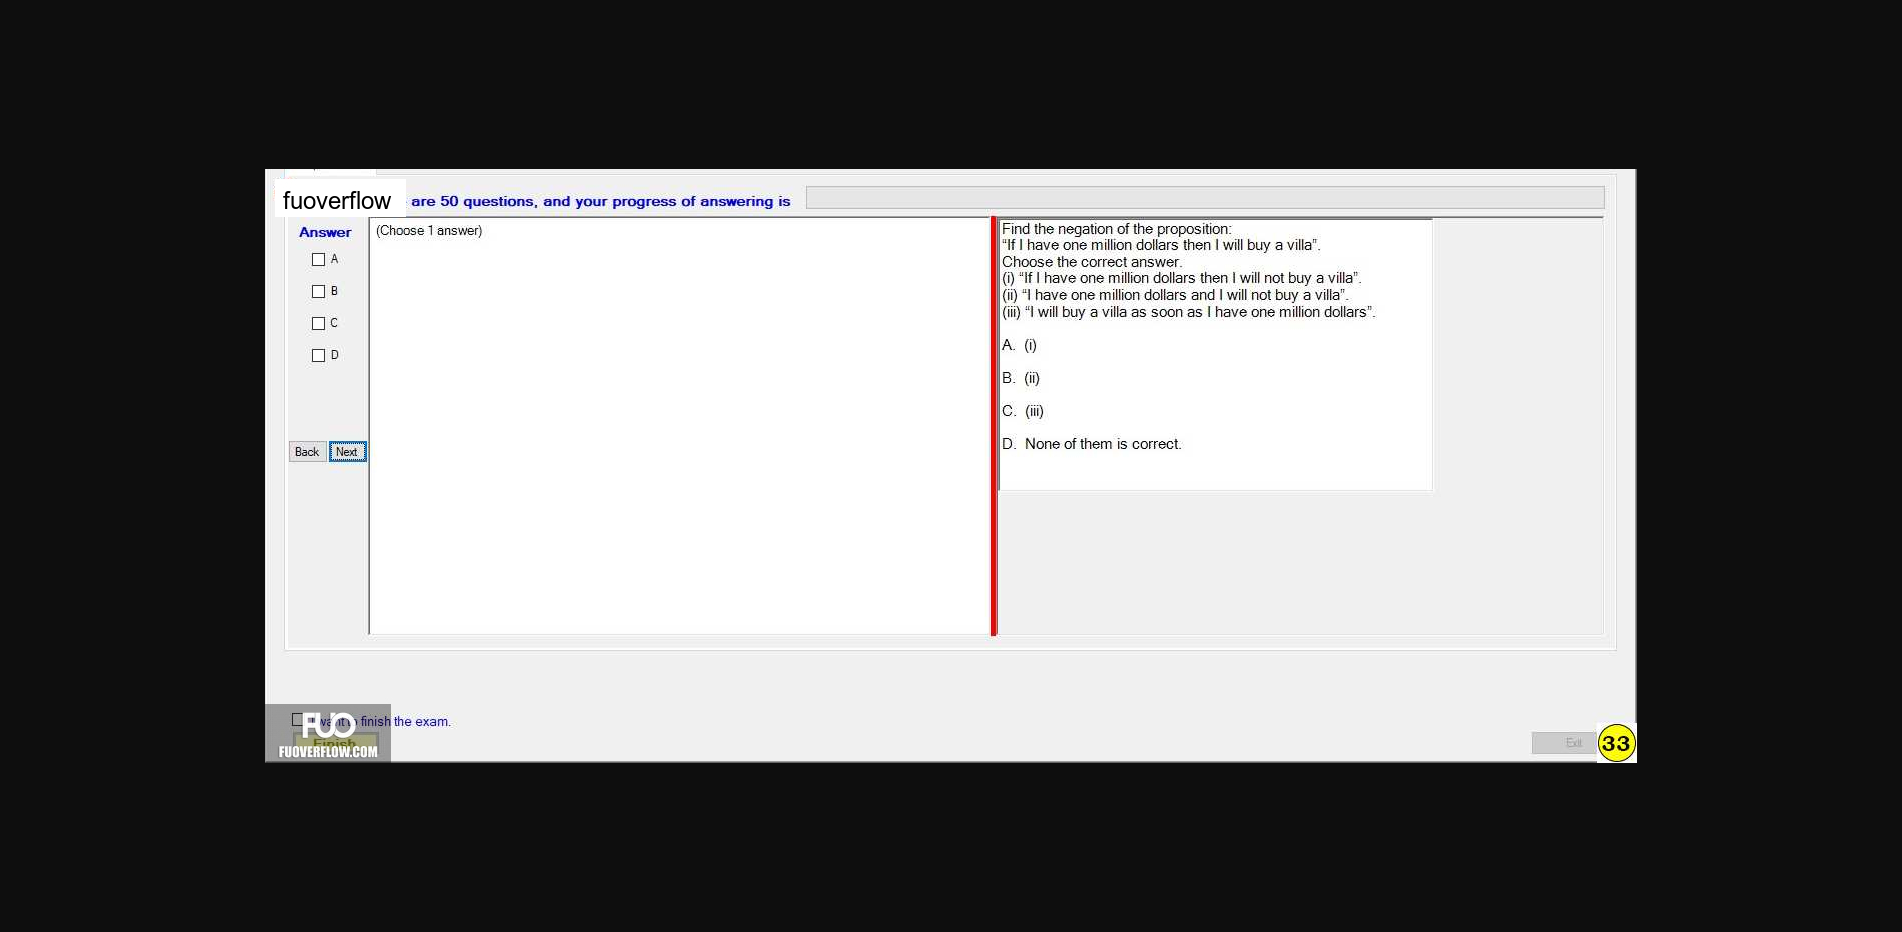 fuoverflow are 50 questions, and your progress of answering is
Answer
A
B
C
D
Back Next
(Choose 1 answer)
Find the negation of the proposition:
“If I have one million dollars then I will buy a villa”.
Choose the correct answer.
(i) “If I have one million dollars then I will not buy a villa”.
(ii) “I have one million dollars and I will not buy a villa”.
(iii) “I will buy a villa as soon as I have one million dollars”.
A. (i)
B. (ii)
C. (iii)
D. None of them is correct.
I want to finish the exam.
Finish
FUO
FUOVERFLOW.COM
Exit
33